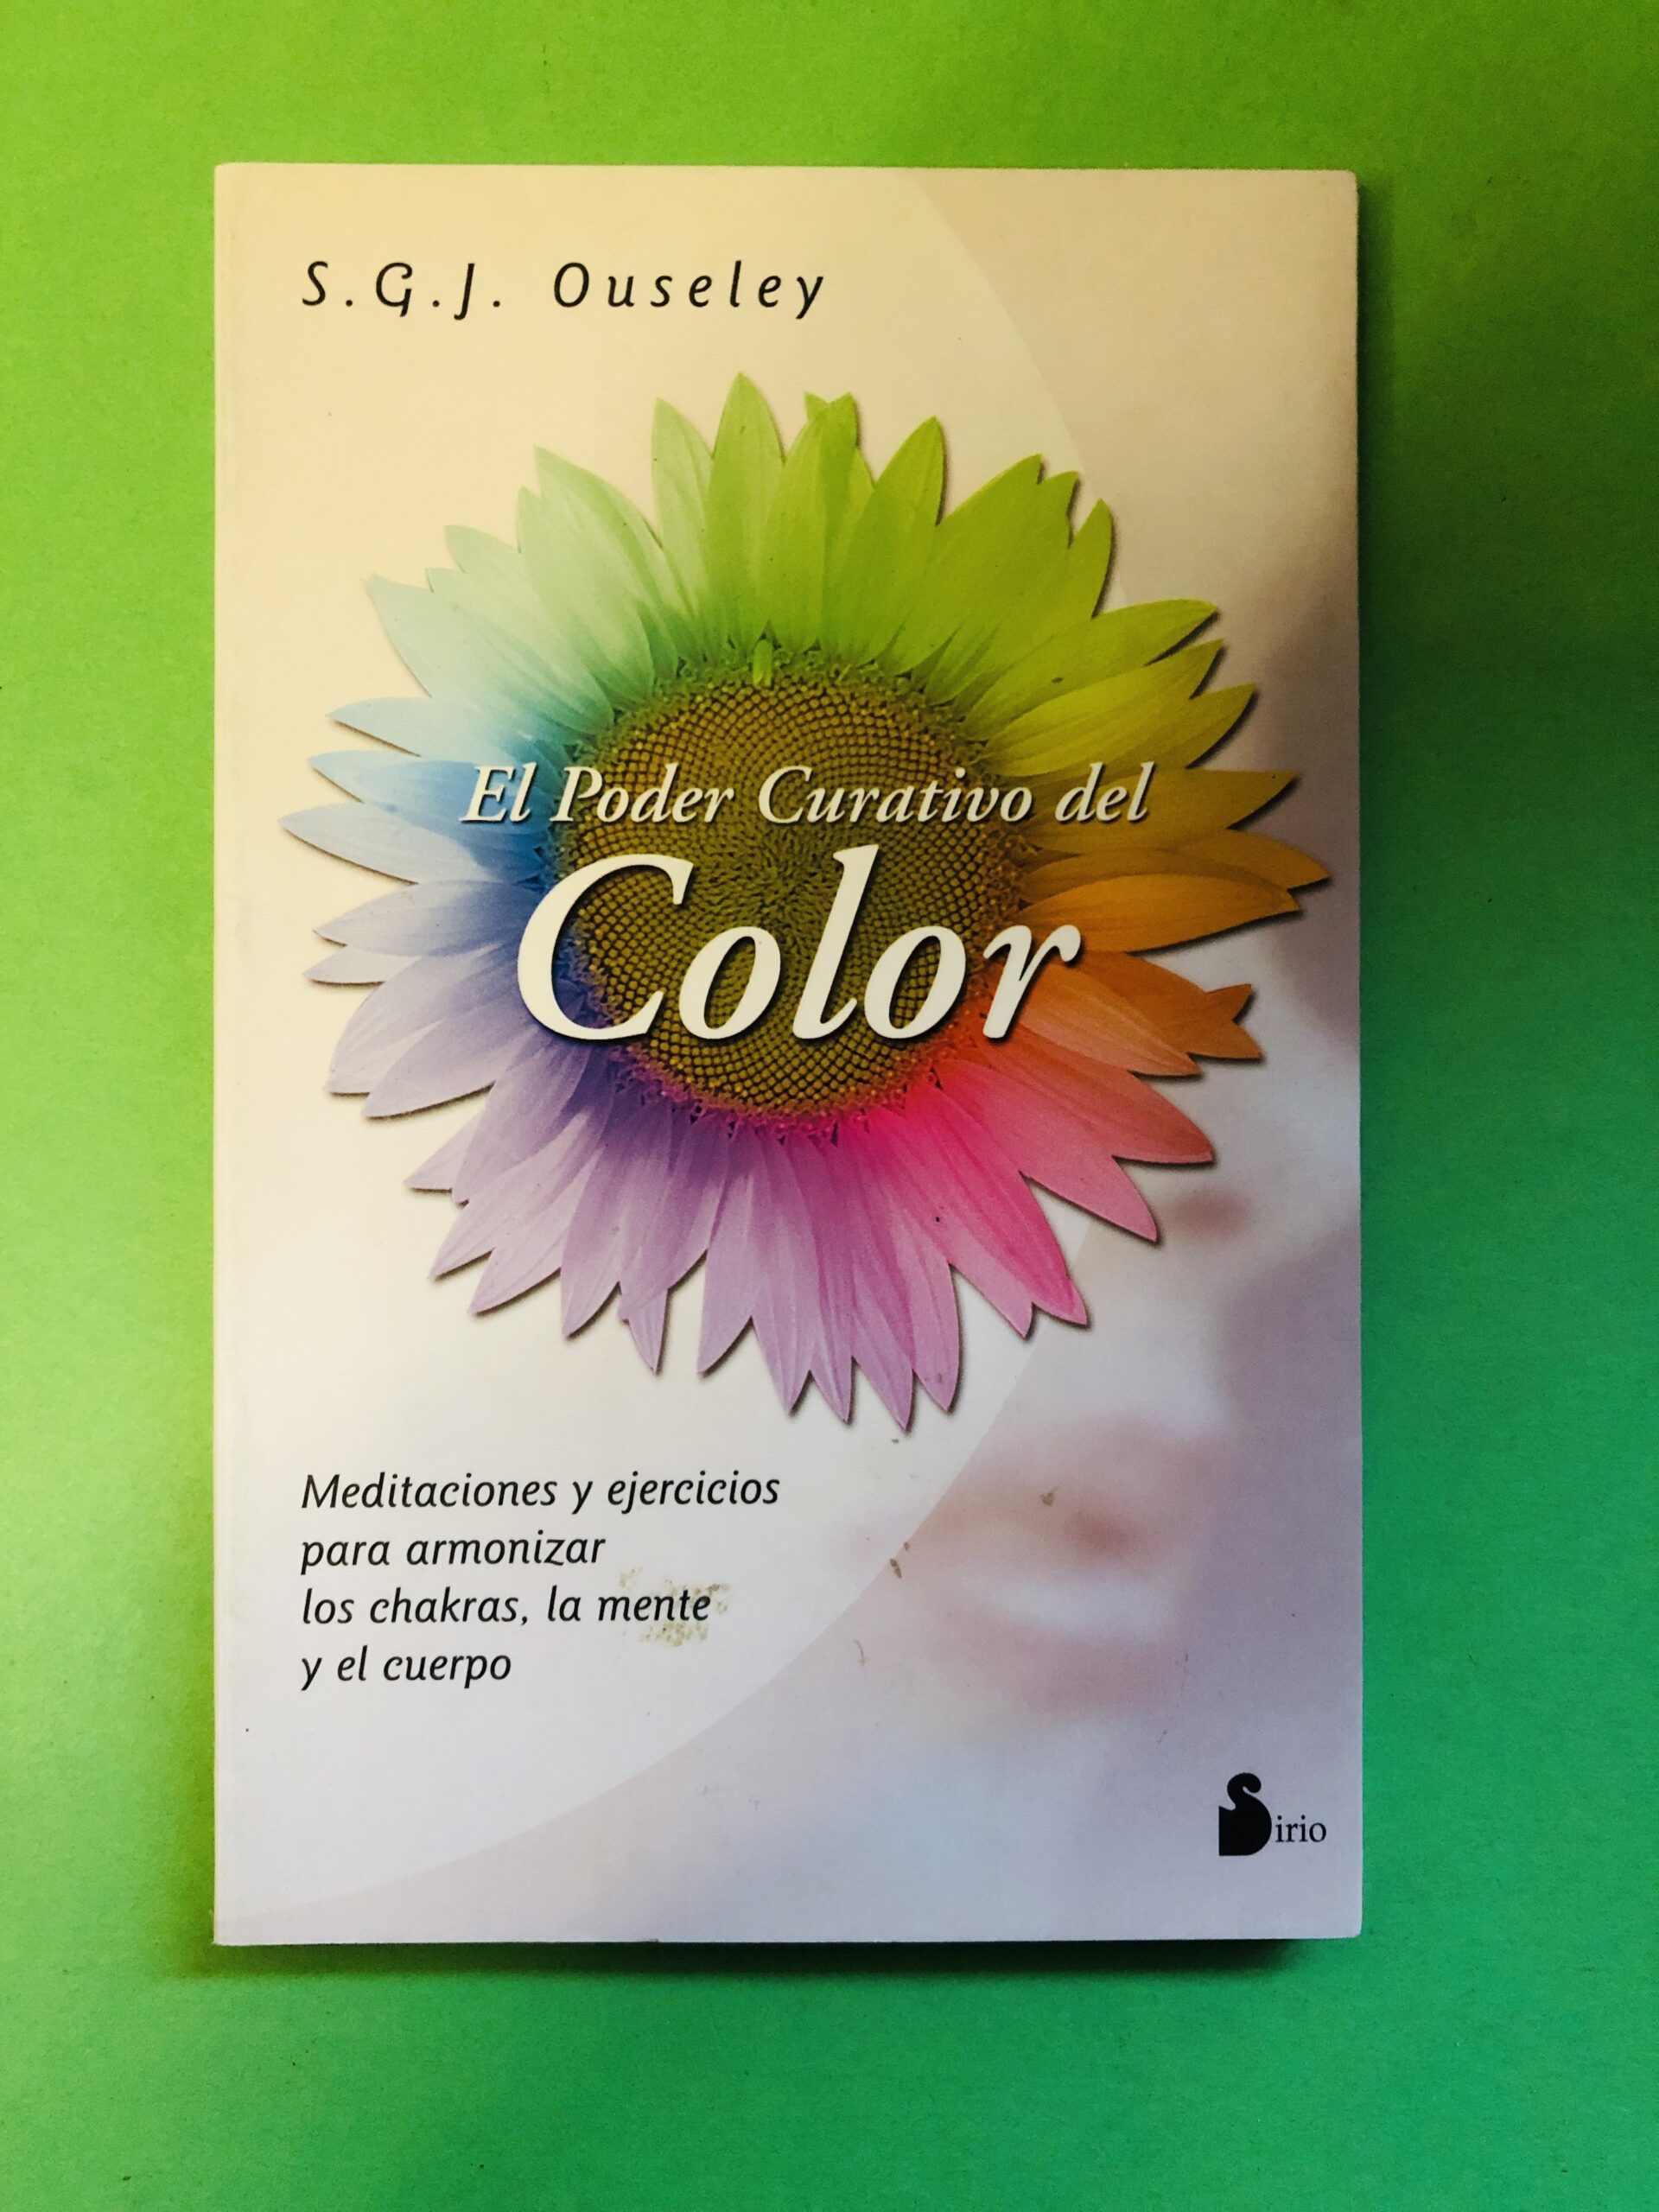 S.G.J. Ouseley
El Poder Curativo del
Color
Meditaciones y ejercicios
para armonizar
los chakras, la mente
y el cuerpo
Sirio